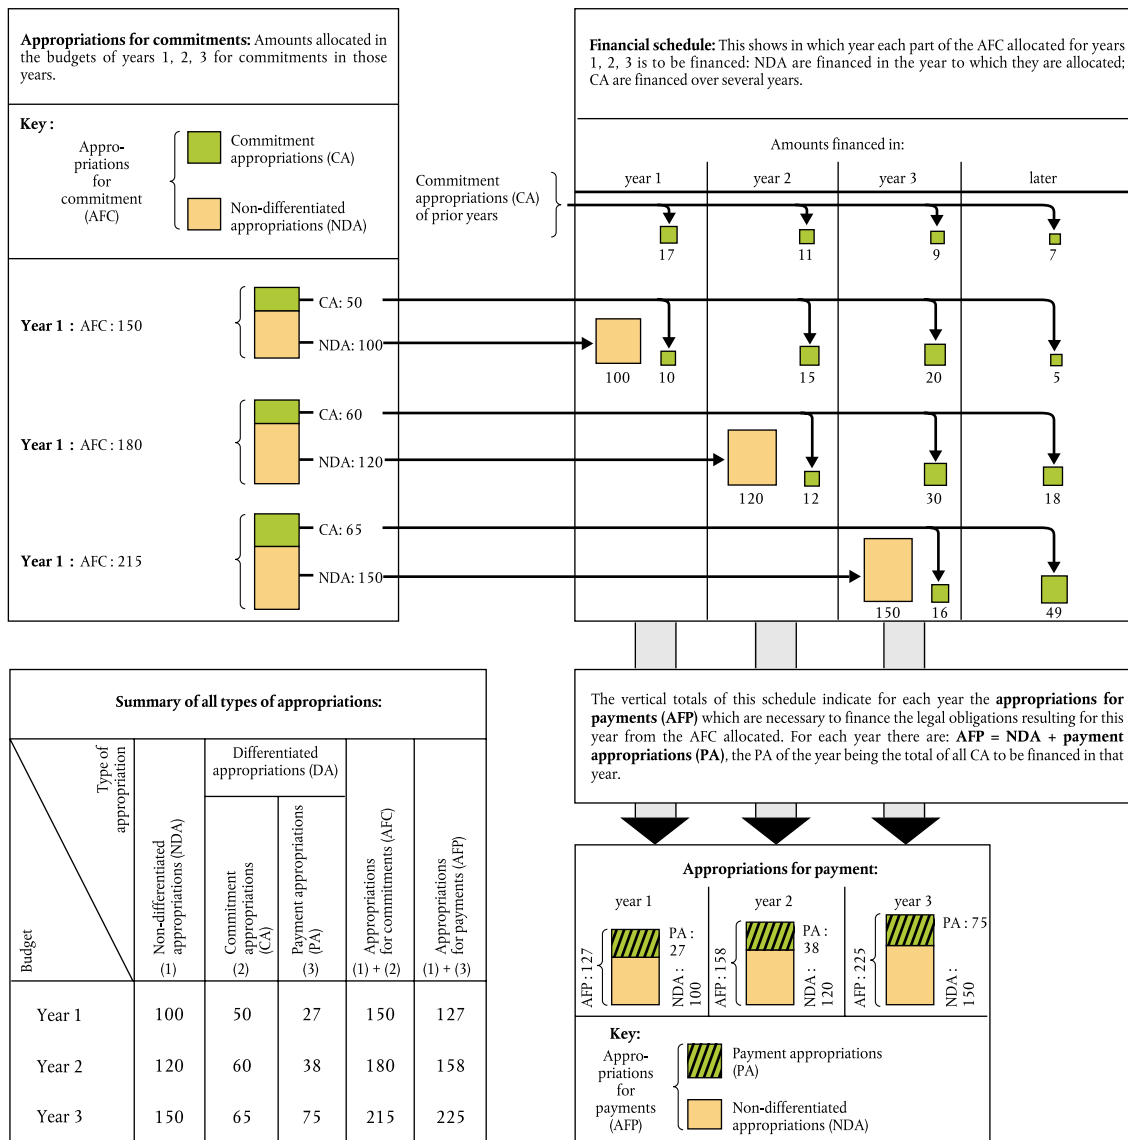 Appropriations for commitments: Amounts allocated in
the budgets of years 1, 2, 3 for commitments in those
years.
Key :
Appro-
priations
for
commitment
(AFC)
Commitment
appropriations (CA)
Non-differentiated
appropriations (NDA)
Financial schedule: This shows in which year each part of the AFC allocated for years
1, 2, 3 is to be financed: NDA are financed in the year to which they are allocated;
CA are financed over several years.
Amounts financed in:
year 1 year 2 year 3 later
Commitment
appropriations (CA)
of prior years
17 11 9 7
Year 1 : AFC : 150
CA: 50
NDA: 100
100 10 15 20 5
Year 1 : AFC : 180
CA: 60
NDA: 120
120 12 30 18
Year 1 : AFC : 215
CA: 65
NDA: 150
150 16 49
The vertical totals of this schedule indicate for each year the appropriations for
payments (AFP) which are necessary to finance the legal obligations resulting for this
year from the AFC allocated. For each year there are: AFP = NDA + payment
appropriations (PA), the PA of the year being the total of all CA to be financed in that
year.
Summary of all types of appropriations:
Type of
appropriation
Budget
Differentiated
appropriations (DA)
Non-differentiated
appropriations (NDA)
(1)
Commitment
appropriations
(CA)
(2)
Payment appropriations
(PA)
(3)
Appropriations
for commitments (AFC)
(1) + (2)
Appropriations
for payments (AFP)
(1) + (3)
Year 1 100 50 27 150 127
Year 2 120 60 38 180 158
Year 3 150 65 75 215 225
Appropriations for payment:
year 1 year 2 year 3
AFP : 127
PA :
27
NDA :
100
AFP : 158
PA :
38
NDA :
120
AFP : 225
PA : 75
NDA :
150
Key:
Appro-
priations
for
payments
(AFP)
Payment appropriations
(PA)
Non-differentiated
appropriations (NDA)